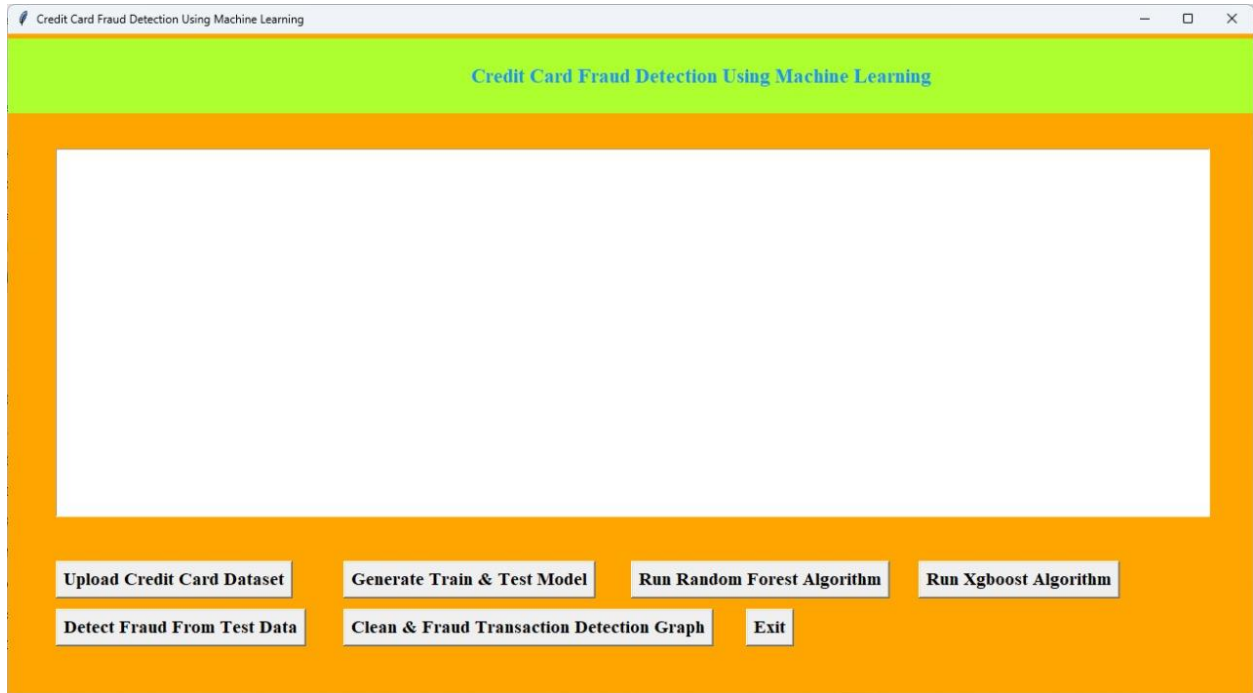 Credit Card Fraud Detection Using Machine Learning
Credit Card Fraud Detection Using Machine Learning
Upload Credit Card Dataset
Generate Train & Test Model
Run Random Forest Algorithm
Run Xgboost Algorithm
Detect Fraud From Test Data
Clean & Fraud Transaction Detection Graph
Exit